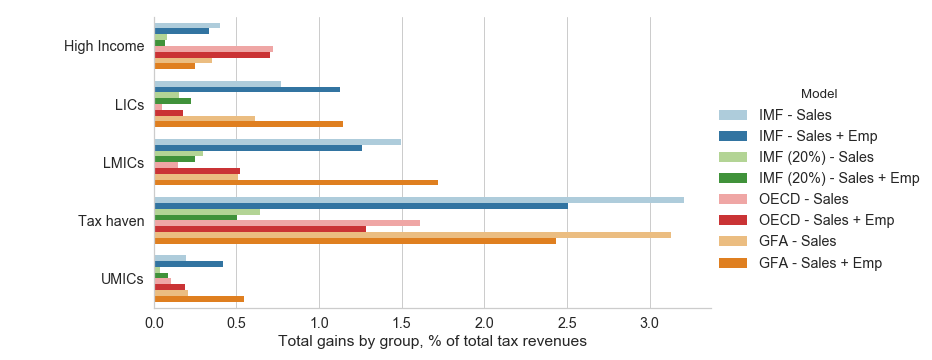 High Income
LICs
LMICs
Tax haven
UMICs
0.0 0.5 1.0 1.5 2.0 2.5 3.0
Total gains by group, % of total tax revenues
Model
IMF - Sales
IMF - Sales + Emp
IMF (20%) - Sales
IMF (20%) - Sales + Emp
OECD - Sales
OECD - Sales + Emp
GFA - Sales
GFA - Sales + Emp